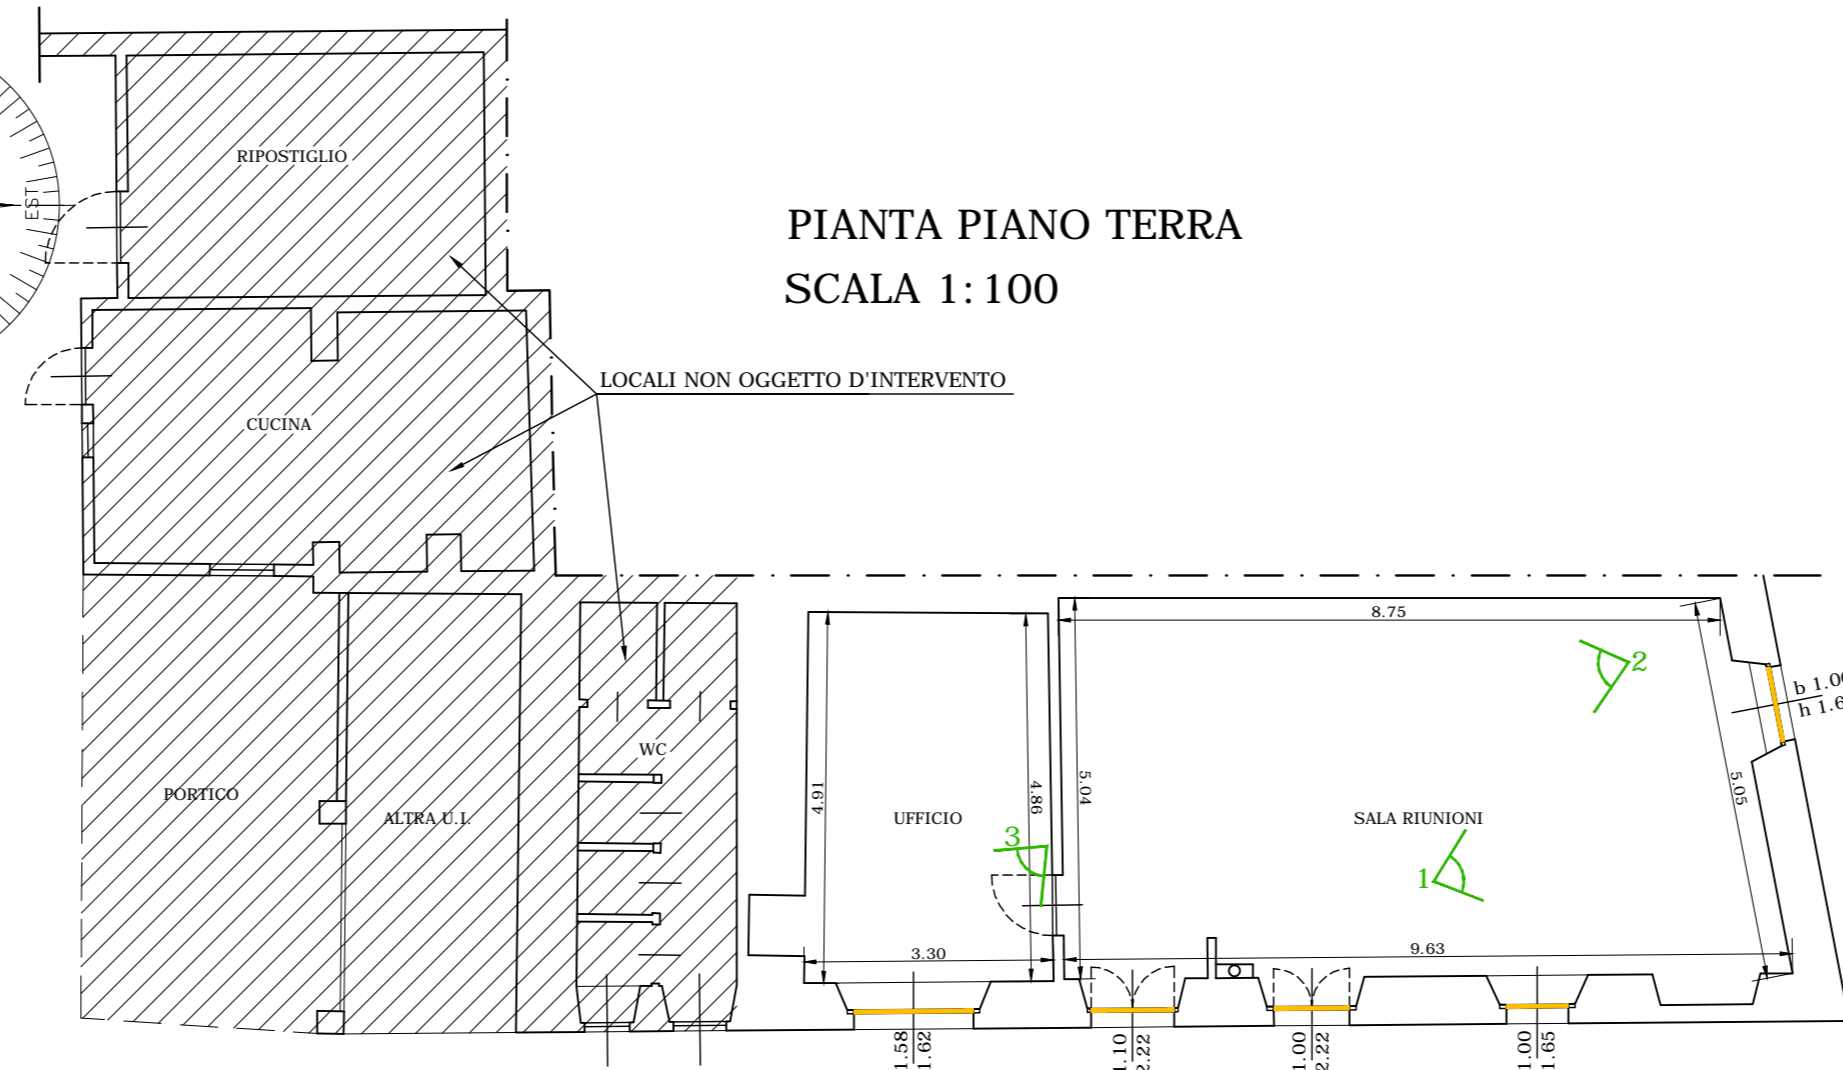 PIANTA PIANO TERRA
SCALA 1:100
RIPOSTIGLIO
EST
LOCALI NON OGGETTO D'INTERVENTO
CUCINA
PORTICO
ALTRA U.I.
WC
UFFICIO
SALA RIUNIONI
8.75
2
b 1.00
4.91
4.86
5.04
5.05
3
1
3.30
9.63
1.58
1.62
1.10
2.22
1.00
2.22
1.00
1.65